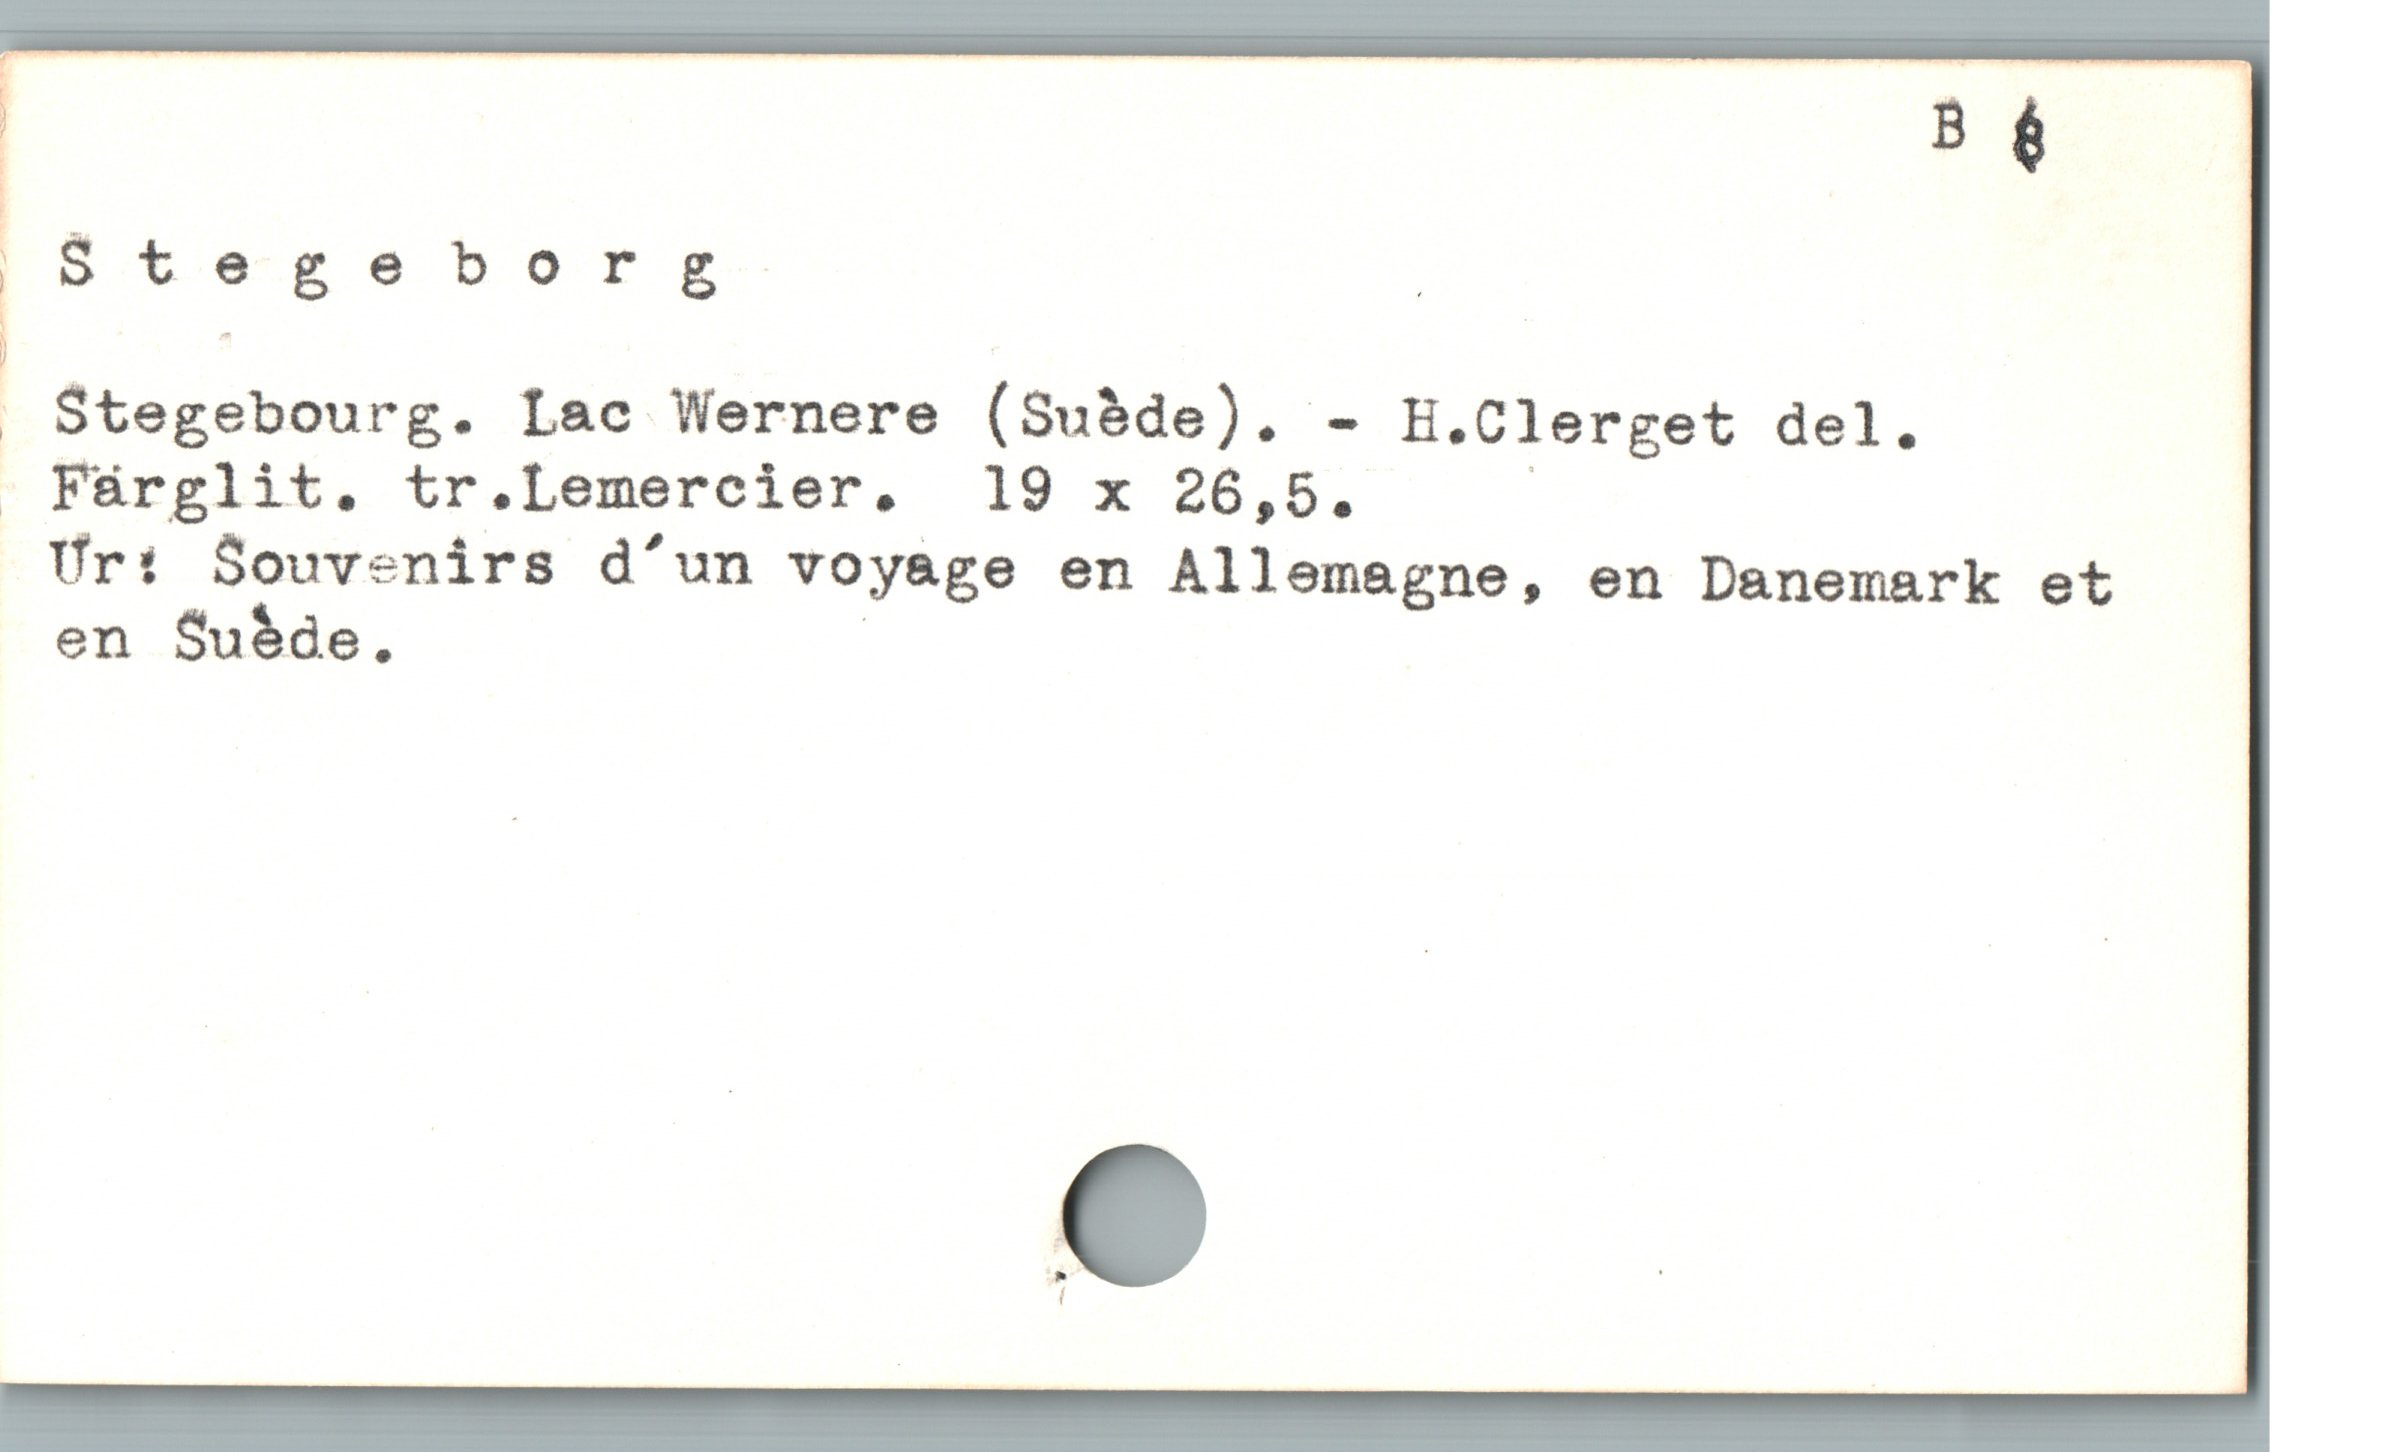 B
S t e g e b o r g
Stegebourg. Lac Wernere (Suède). - H.Clerget del.
Färglit. tr.Lemercier. 19 x 26,5.
Ur: Souvenirs d'un voyage en Allemagne, en Danemark et
en Suède.